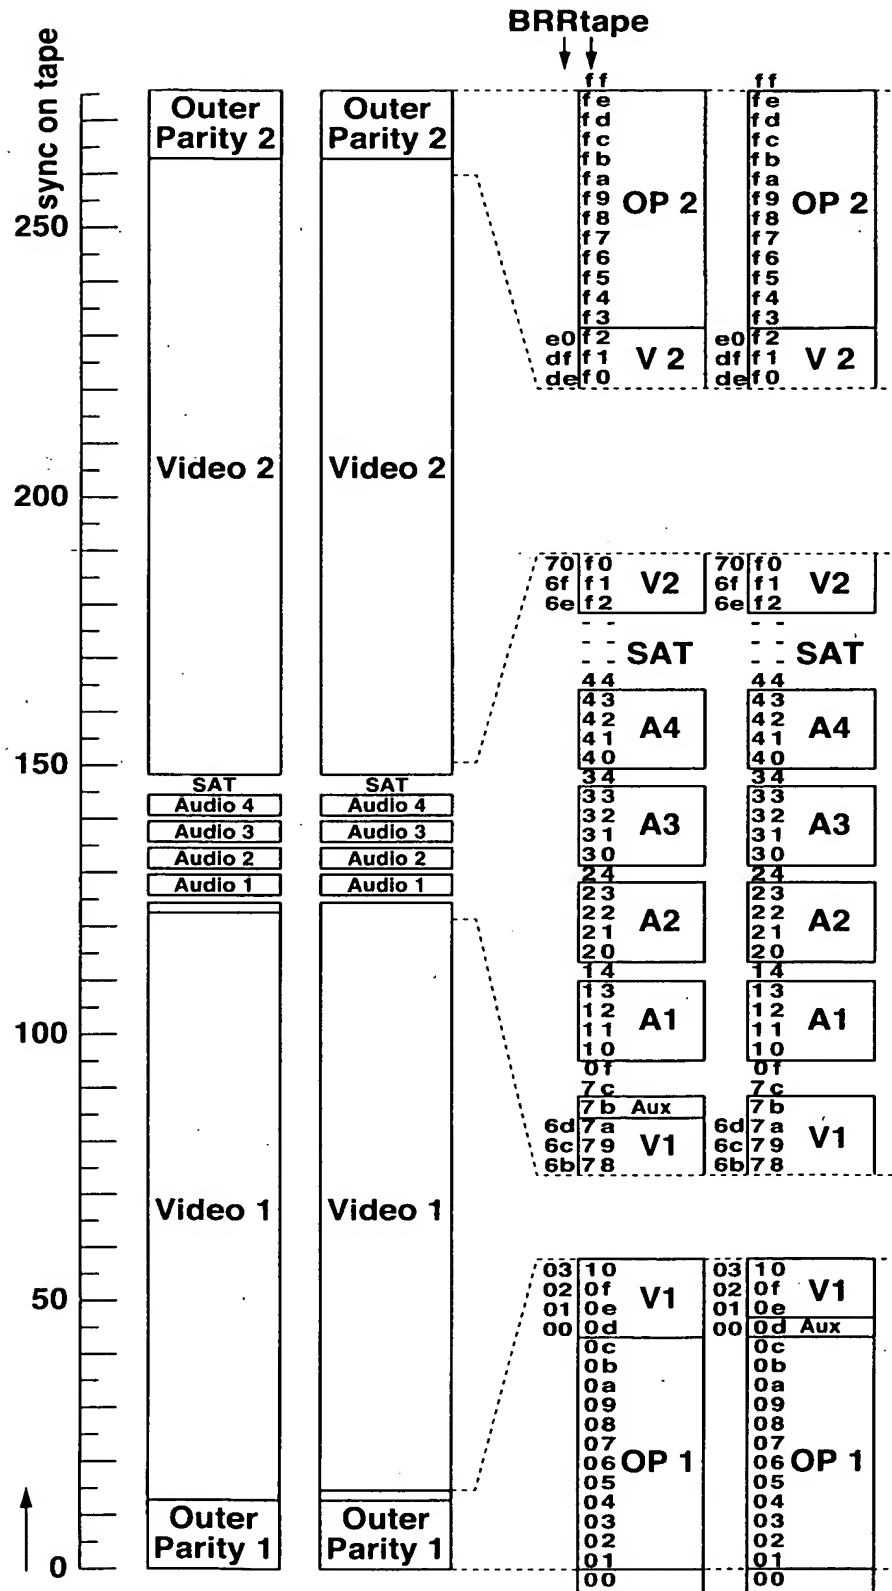 BRRtape
sync on tape
250
200
150
100
50
0
Outer
Parity 2
Video 2
SAT
Audio 4
Audio 3
Audio 2
Audio 1
Video 1
Outer
Parity 1
Outer
Parity 2
Video 2
SAT
Audio 4
Audio 3
Audio 2
Audio 1
Video 1
Outer
Parity 1
ff
fe
fd
fc
fb
fa
f9
f8
f7
f6
f5
f4
f3
OP 2
e0 f2
df f1
de f0
V 2
70 f0
6f f1
6e f2
V2
- -
- -
- -
SAT
44
43
42
41
40
A4
34
33
32
31
30
A3
24
23
22
21
20
A2
14
13
12
11
10
A1
0f
7c
7b Aux
6d 7a
6c 79
6b 78
V1
03 10
02 0f
01 0e
00 0d
V1
0c
0b
0a
09
08
07
06
05
04
03
02
01
00
OP 1
ff
fe
fd
fc
fb
fa
f9
f8
f7
f6
f5
f4
f3
OP 2
e0 f2
df f1
de f0
V 2
70 f0
6f f1
6e f2
V2
- -
- -
- -
SAT
44
43
42
41
40
A4
34
33
32
31
30
A3
24
23
22
21
20
A2
14
13
12
11
10
A1
0f
7c
7b
6d 7a
6c 79
6b 78
V1
03 10
02 0f
01 0e
V1
00 0d Aux
0c
0b
0a
09
08
07
06
05
04
03
02
01
00
OP 1